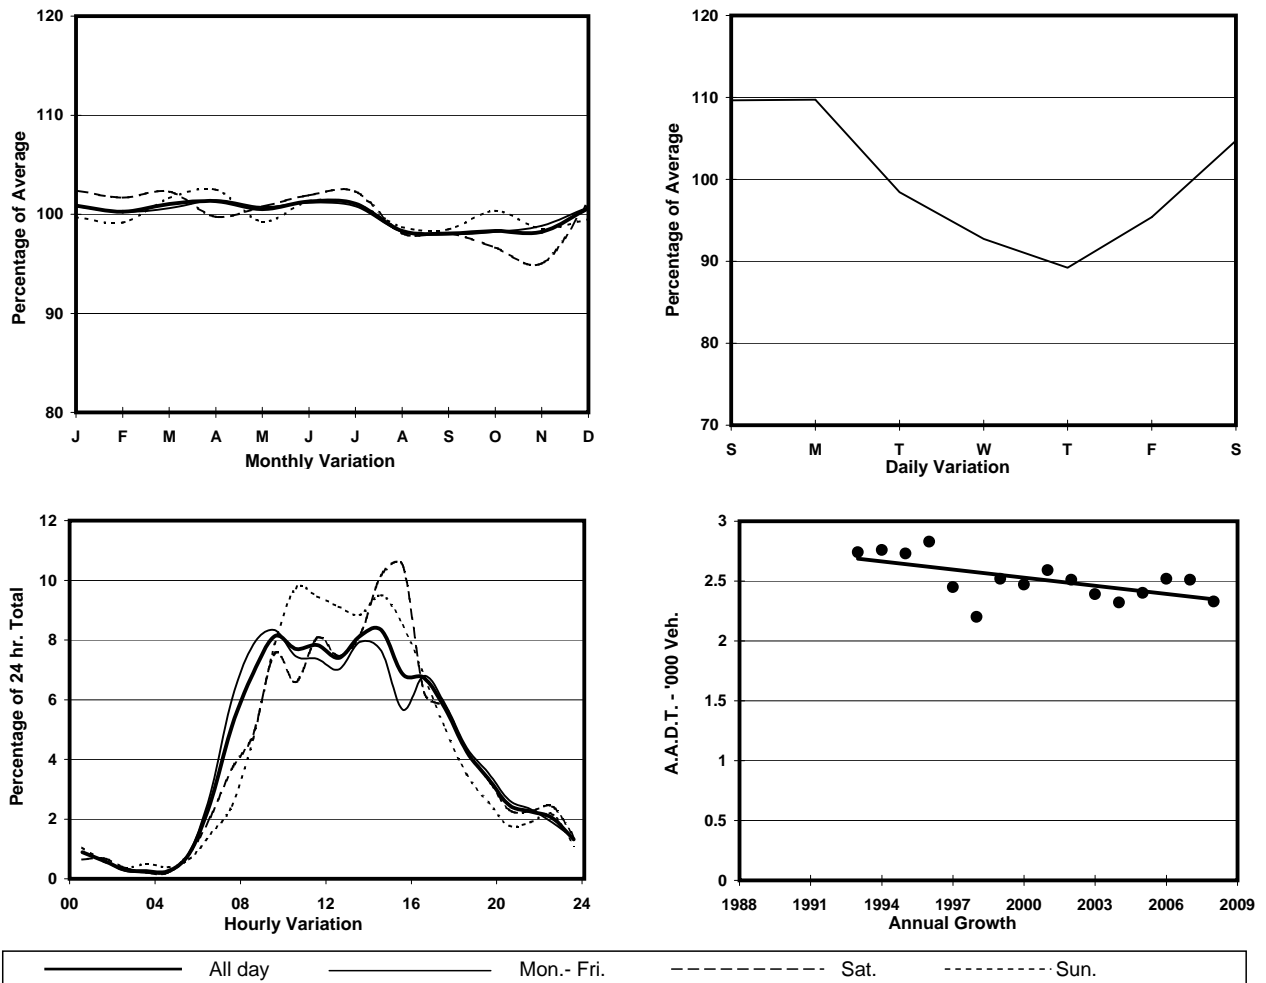 120
110
100
90
80
Percentage of Average
J F M A M J J A S O N D
Monthly Variation
120
110
100
90
80
70
Percentage of Average
S M T W T F S
Daily Variation
12
10
8
6
4
2
0
Percentage of 24 hr. Total
00 04 08 12 16 20 24
Hourly Variation
3
2.5
2
1.5
1
0.5
0
A.A.D.T. - '000 Veh.
1988 1991 1994 1997 2000 2003 2006 2009
Annual Growth
All day Mon.- Fri. Sat. Sun.